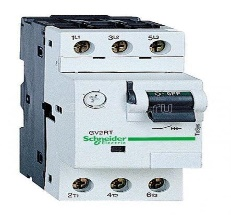 1L1 3L2 5L3
GV2RT
Schneider
Electric
2T1 4T2 6T3